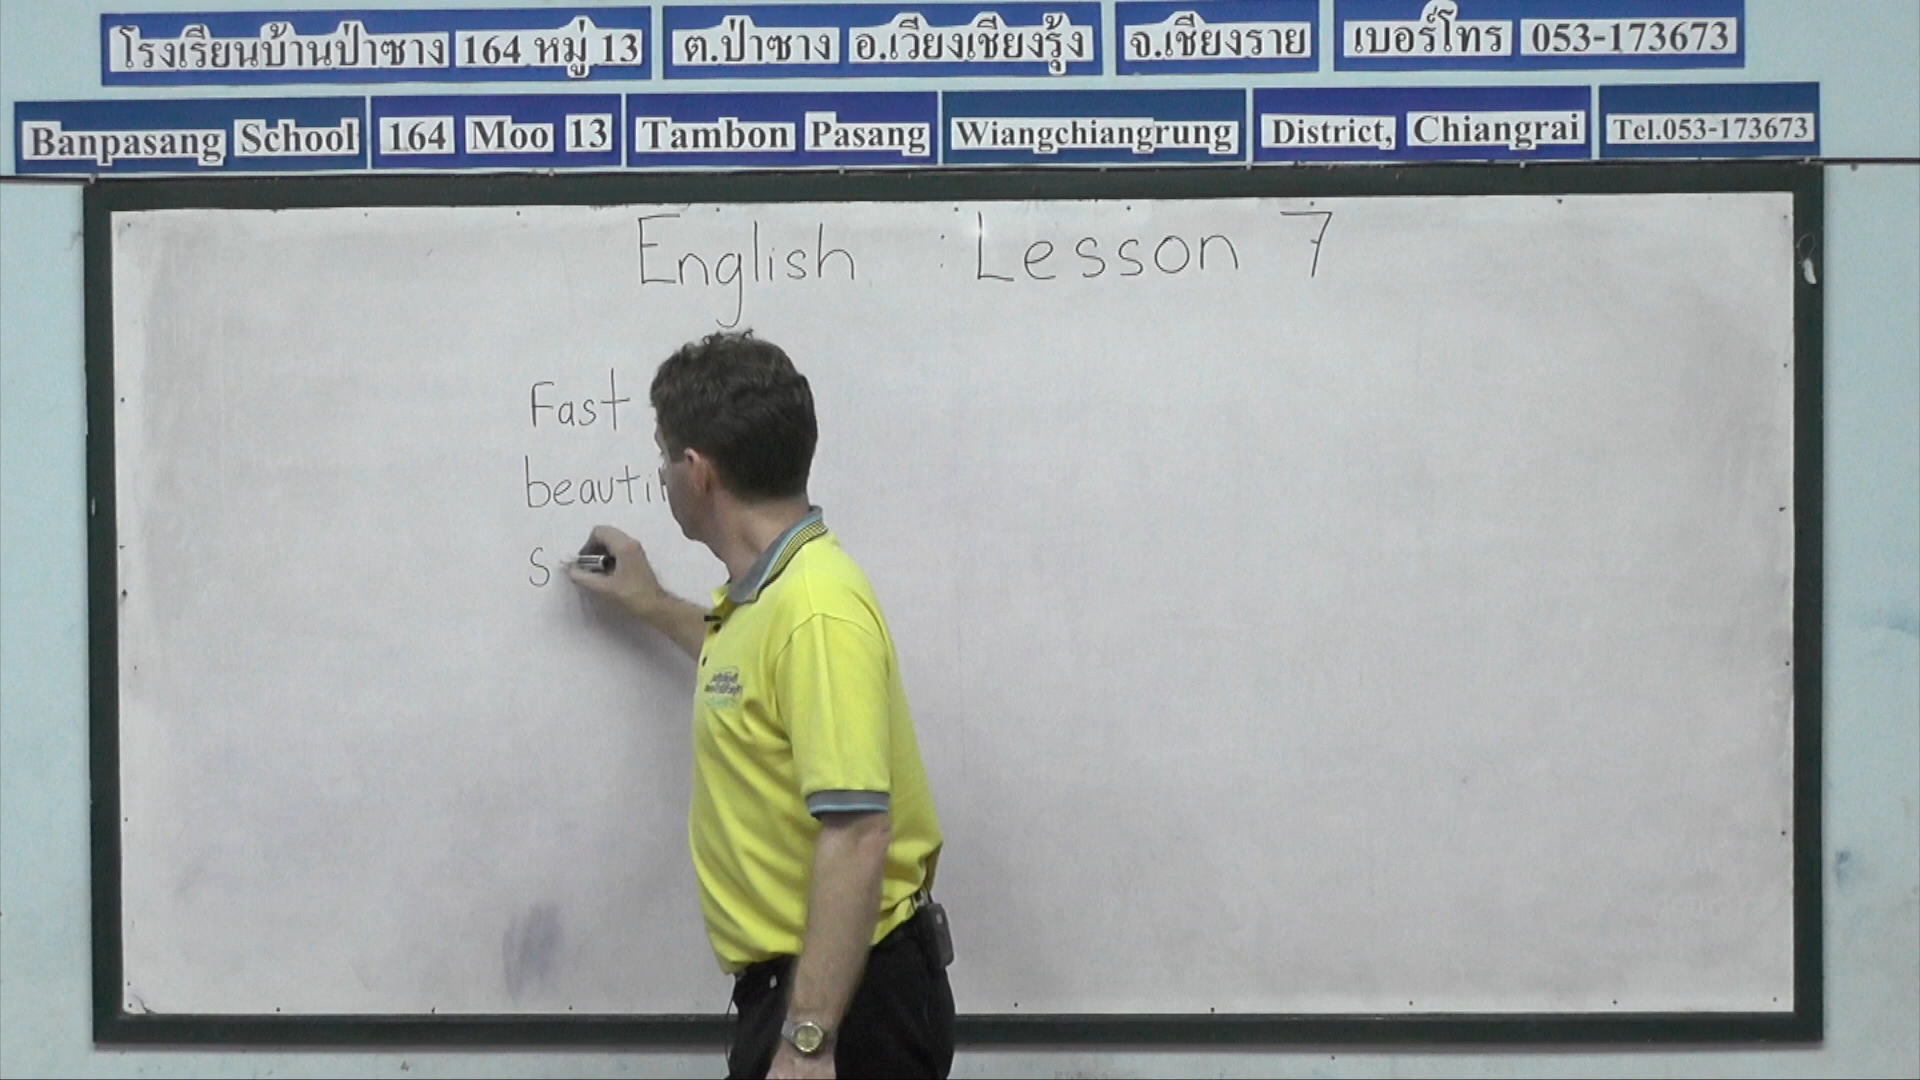 โรงเรียนบ้านป่าซาง 164 หมู่ 13 ต.ป่าซาง อ.เวียงเชียงรุ้ง จ.เชียงราย เบอร์โทร 053-173673
Banpasang School 164 Moo 13 Tambon Pasang Wiangchiangrung District, Chiangrai Tel.053-173673
English : Lesson 7
Fast
beauti
s